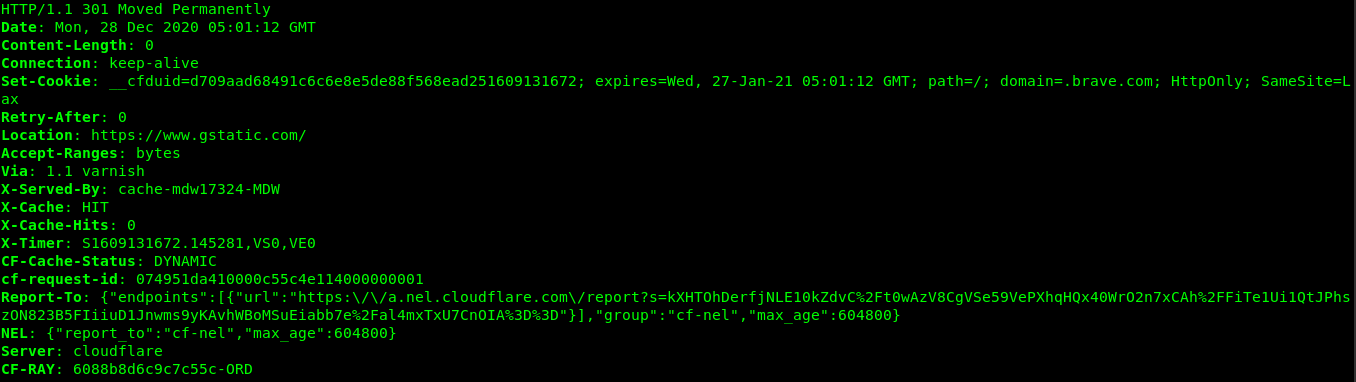 HTTP/1.1 301 Moved Permanently
Date: Mon, 28 Dec 2020 05:01:12 GMT
Content-Length: 0
Connection: keep-alive
Set-Cookie: __cfduid=d709aad68491c6c6e8e5de88f568ead251609131672; expires=Wed, 27-Jan-21 05:01:12 GMT; path=/; domain=.brave.com; HttpOnly; SameSite=L
ax
Retry-After: 0
Location: https://www.gstatic.com/
Accept-Ranges: bytes
Via: 1.1 varnish
X-Served-By: cache-mdw17324-MDW
X-Cache: HIT
X-Cache-Hits: 0
X-Timer: S1609131672.145281,VS0,VE0
CF-Cache-Status: DYNAMIC
cf-request-id: 074951da410000c55c4e114000000001
Report-To: {"endpoints":[{"url":"https:\/\/a.nel.cloudflare.com\/report?s=kXHTOhDerfjNLE10kZdvC%2Ft0wAzV8CgVSe59VePXhqHQx40WrO2n7xCAh%2FFiTe1Ui1QtJPhs
zON823B5FIiiuD1Jnwms9yKAvhWBoMSuEiabb7e%2Fal4mxTxU7CnOIA%3D%3D"}],"group":"cf-nel","max_age":604800}
NEL: {"report_to":"cf-nel","max_age":604800}
Server: cloudflare
CF-RAY: 6088b8d6c9c7c55c-ORD